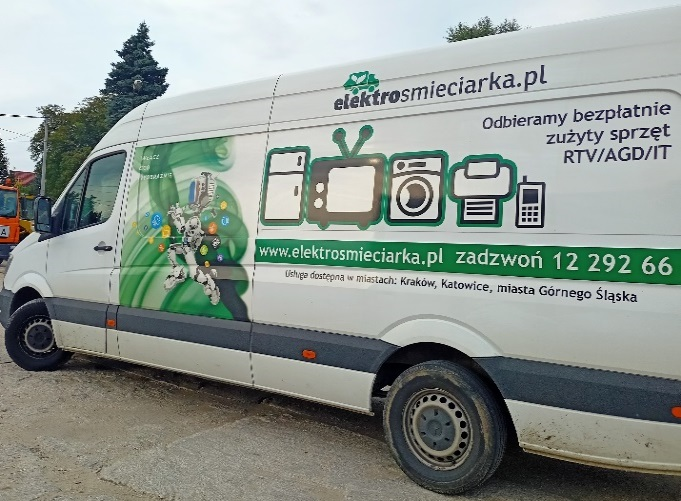 elektrosmieciarka.pl
Odbieramy bezpłatnie
zużyty sprzęt
RTV/AGD/IT
www.elektrosmieciarka.pl zadzwoń 12 292 66
Usługa dostępna w miastach: Kraków, Katowice, miasta Górnego Śląska